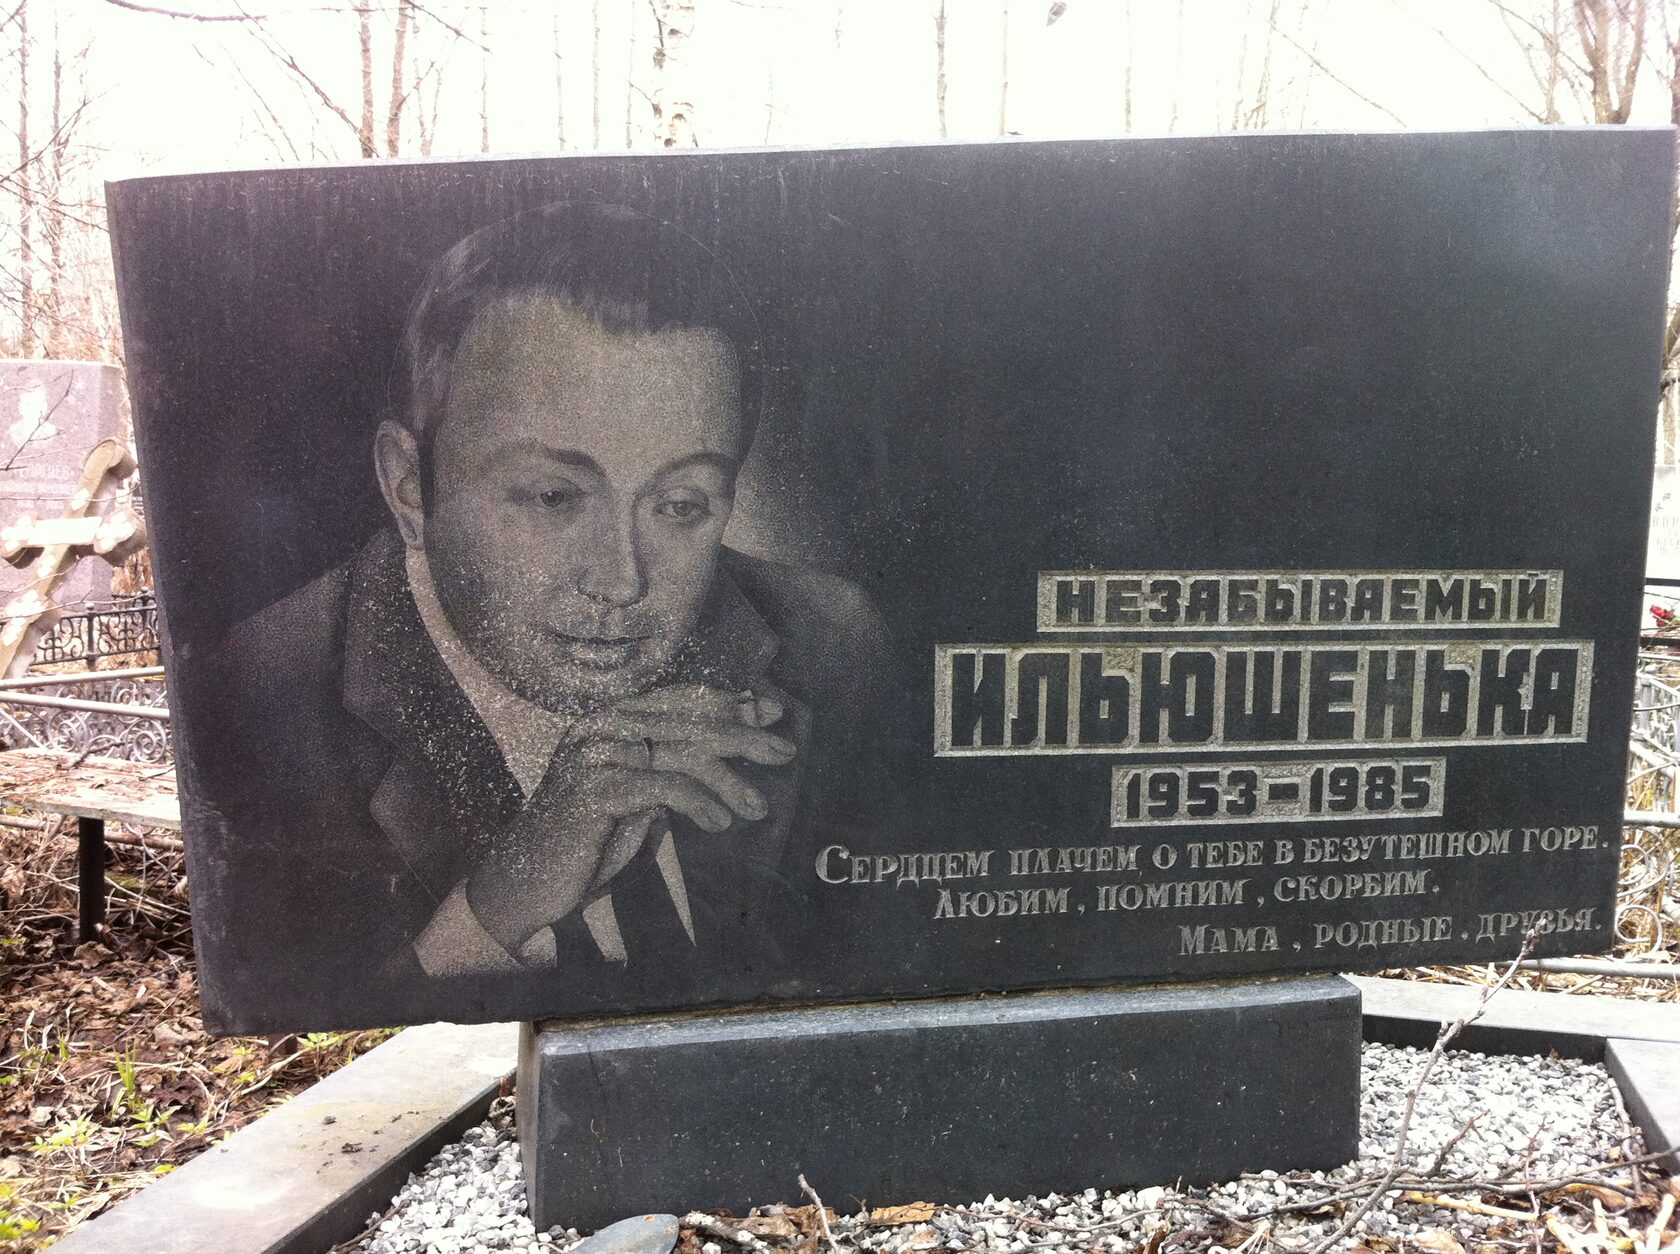 НЕЗАБЫВАЕМЫЙ
ИЛЬЮШЕНЬКА
1953-1985
СЕРДЦЕМ ПЛАЧЕМ О ТЕБЕ В БЕЗУТЕШНОМ ГОРЕ.
ЛЮБИМ, ПОМНИМ, СКОРБИМ.
МАМА, РОДНЫЕ, ДРУЗЬЯ.